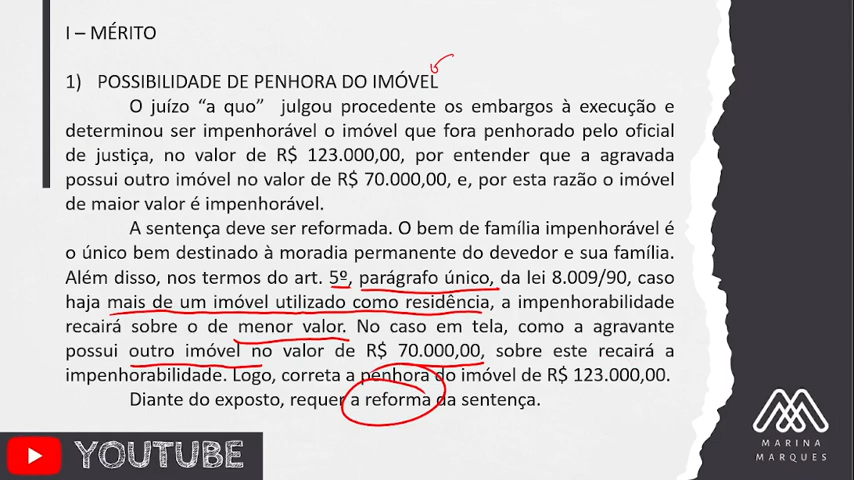 I – MÉRITO
1) POSSIBILIDADE DE PENHORA DO IMÓVEL
O juízo “a quo” julgou procedente os embargos à execução e
determinou ser impenhorável o imóvel que fora penhorado pelo oficial
de justiça, no valor de R$ 123.000,00, por entender que a agravada
possui outro imóvel no valor de R$ 70.000,00, e, por esta razão o imóvel
de maior valor é impenhorável.
A sentença deve ser reformada. O bem de família impenhorável é
o único bem destinado à moradia permanente do devedor e sua família.
Além disso, nos termos do art. 5º, parágrafo único, da lei 8.009/90, caso
haja mais de um imóvel utilizado como residência, a impenhorabilidade
recairá sobre o de menor valor. No caso em tela, como a agravante
possui outro imóvel no valor de R$ 70.000,00, sobre este recairá a
impenhorabilidade. Logo, correta a penhora do imóvel de R$ 123.000,00.
Diante do exposto, requer a reforma da sentença.
YOUTUBE
MARINA
MARQUES